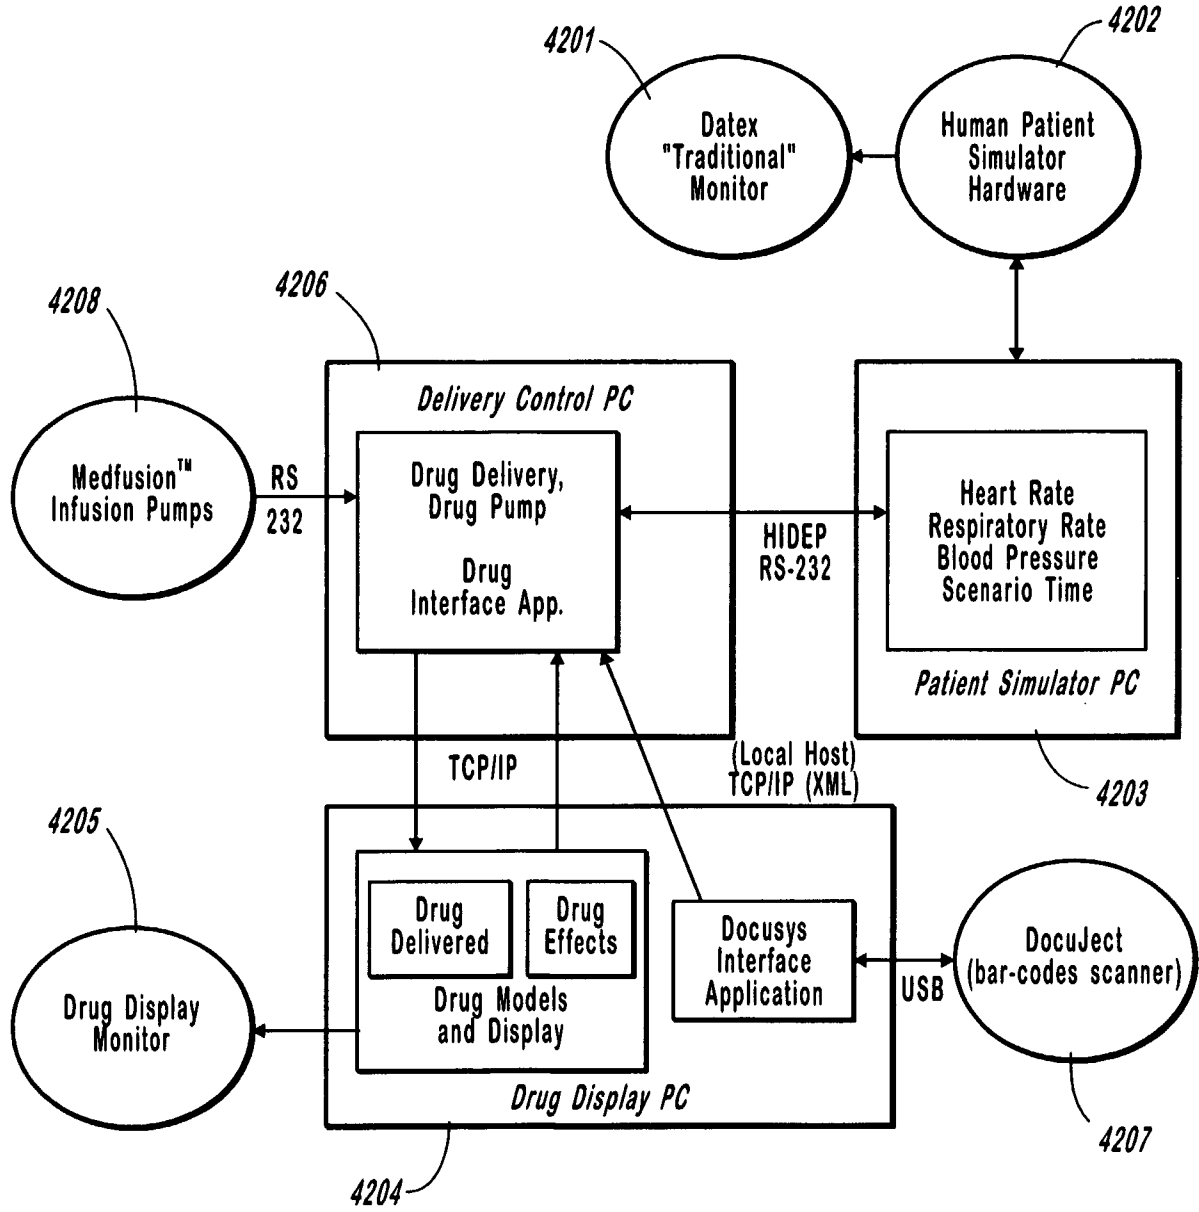 4201
4202
Datex
"Traditional"
Monitor
Human Patient
Simulator
Hardware
4208
4206
Delivery Control PC
Medfusion™
Infusion Pumps
RS
232
Drug Delivery,
Drug Pump
Drug
Interface App.
HIDEP
RS-232
Heart Rate
Respiratory Rate
Blood Pressure
Scenario Time
Patient Simulator PC
4203
TCP/IP
(Local Host)
TCP/IP (XML)
4205
Drug Display
Monitor
Drug
Delivered
Drug
Effects
Drug Models
and Display
Docusys
Interface
Application
USB
DocuJect
(bar-codes scanner)
Drug Display PC
4204
4207